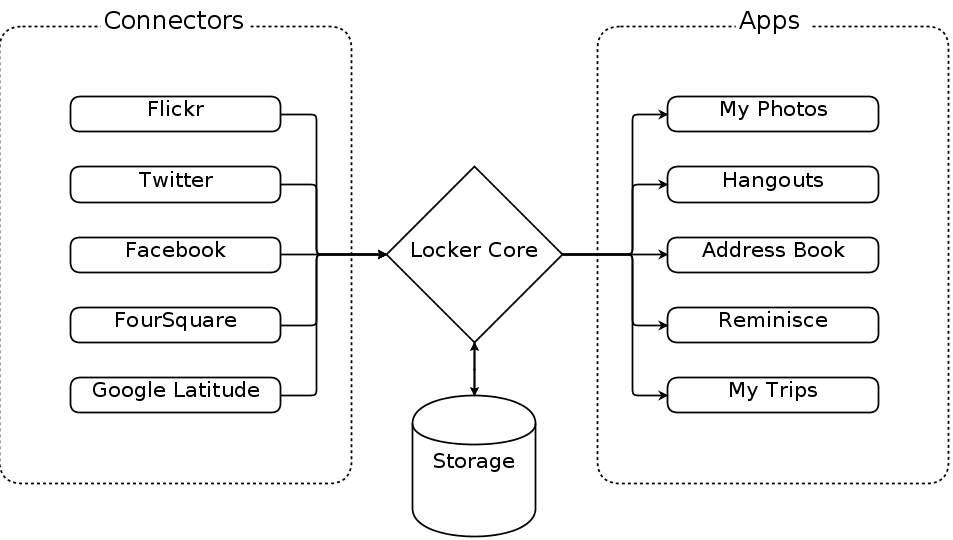 Connectors
Apps
Flickr
Twitter
Facebook
FourSquare
Google Latitude
Locker Core
Storage
My Photos
Hangouts
Address Book
Reminisce
My Trips